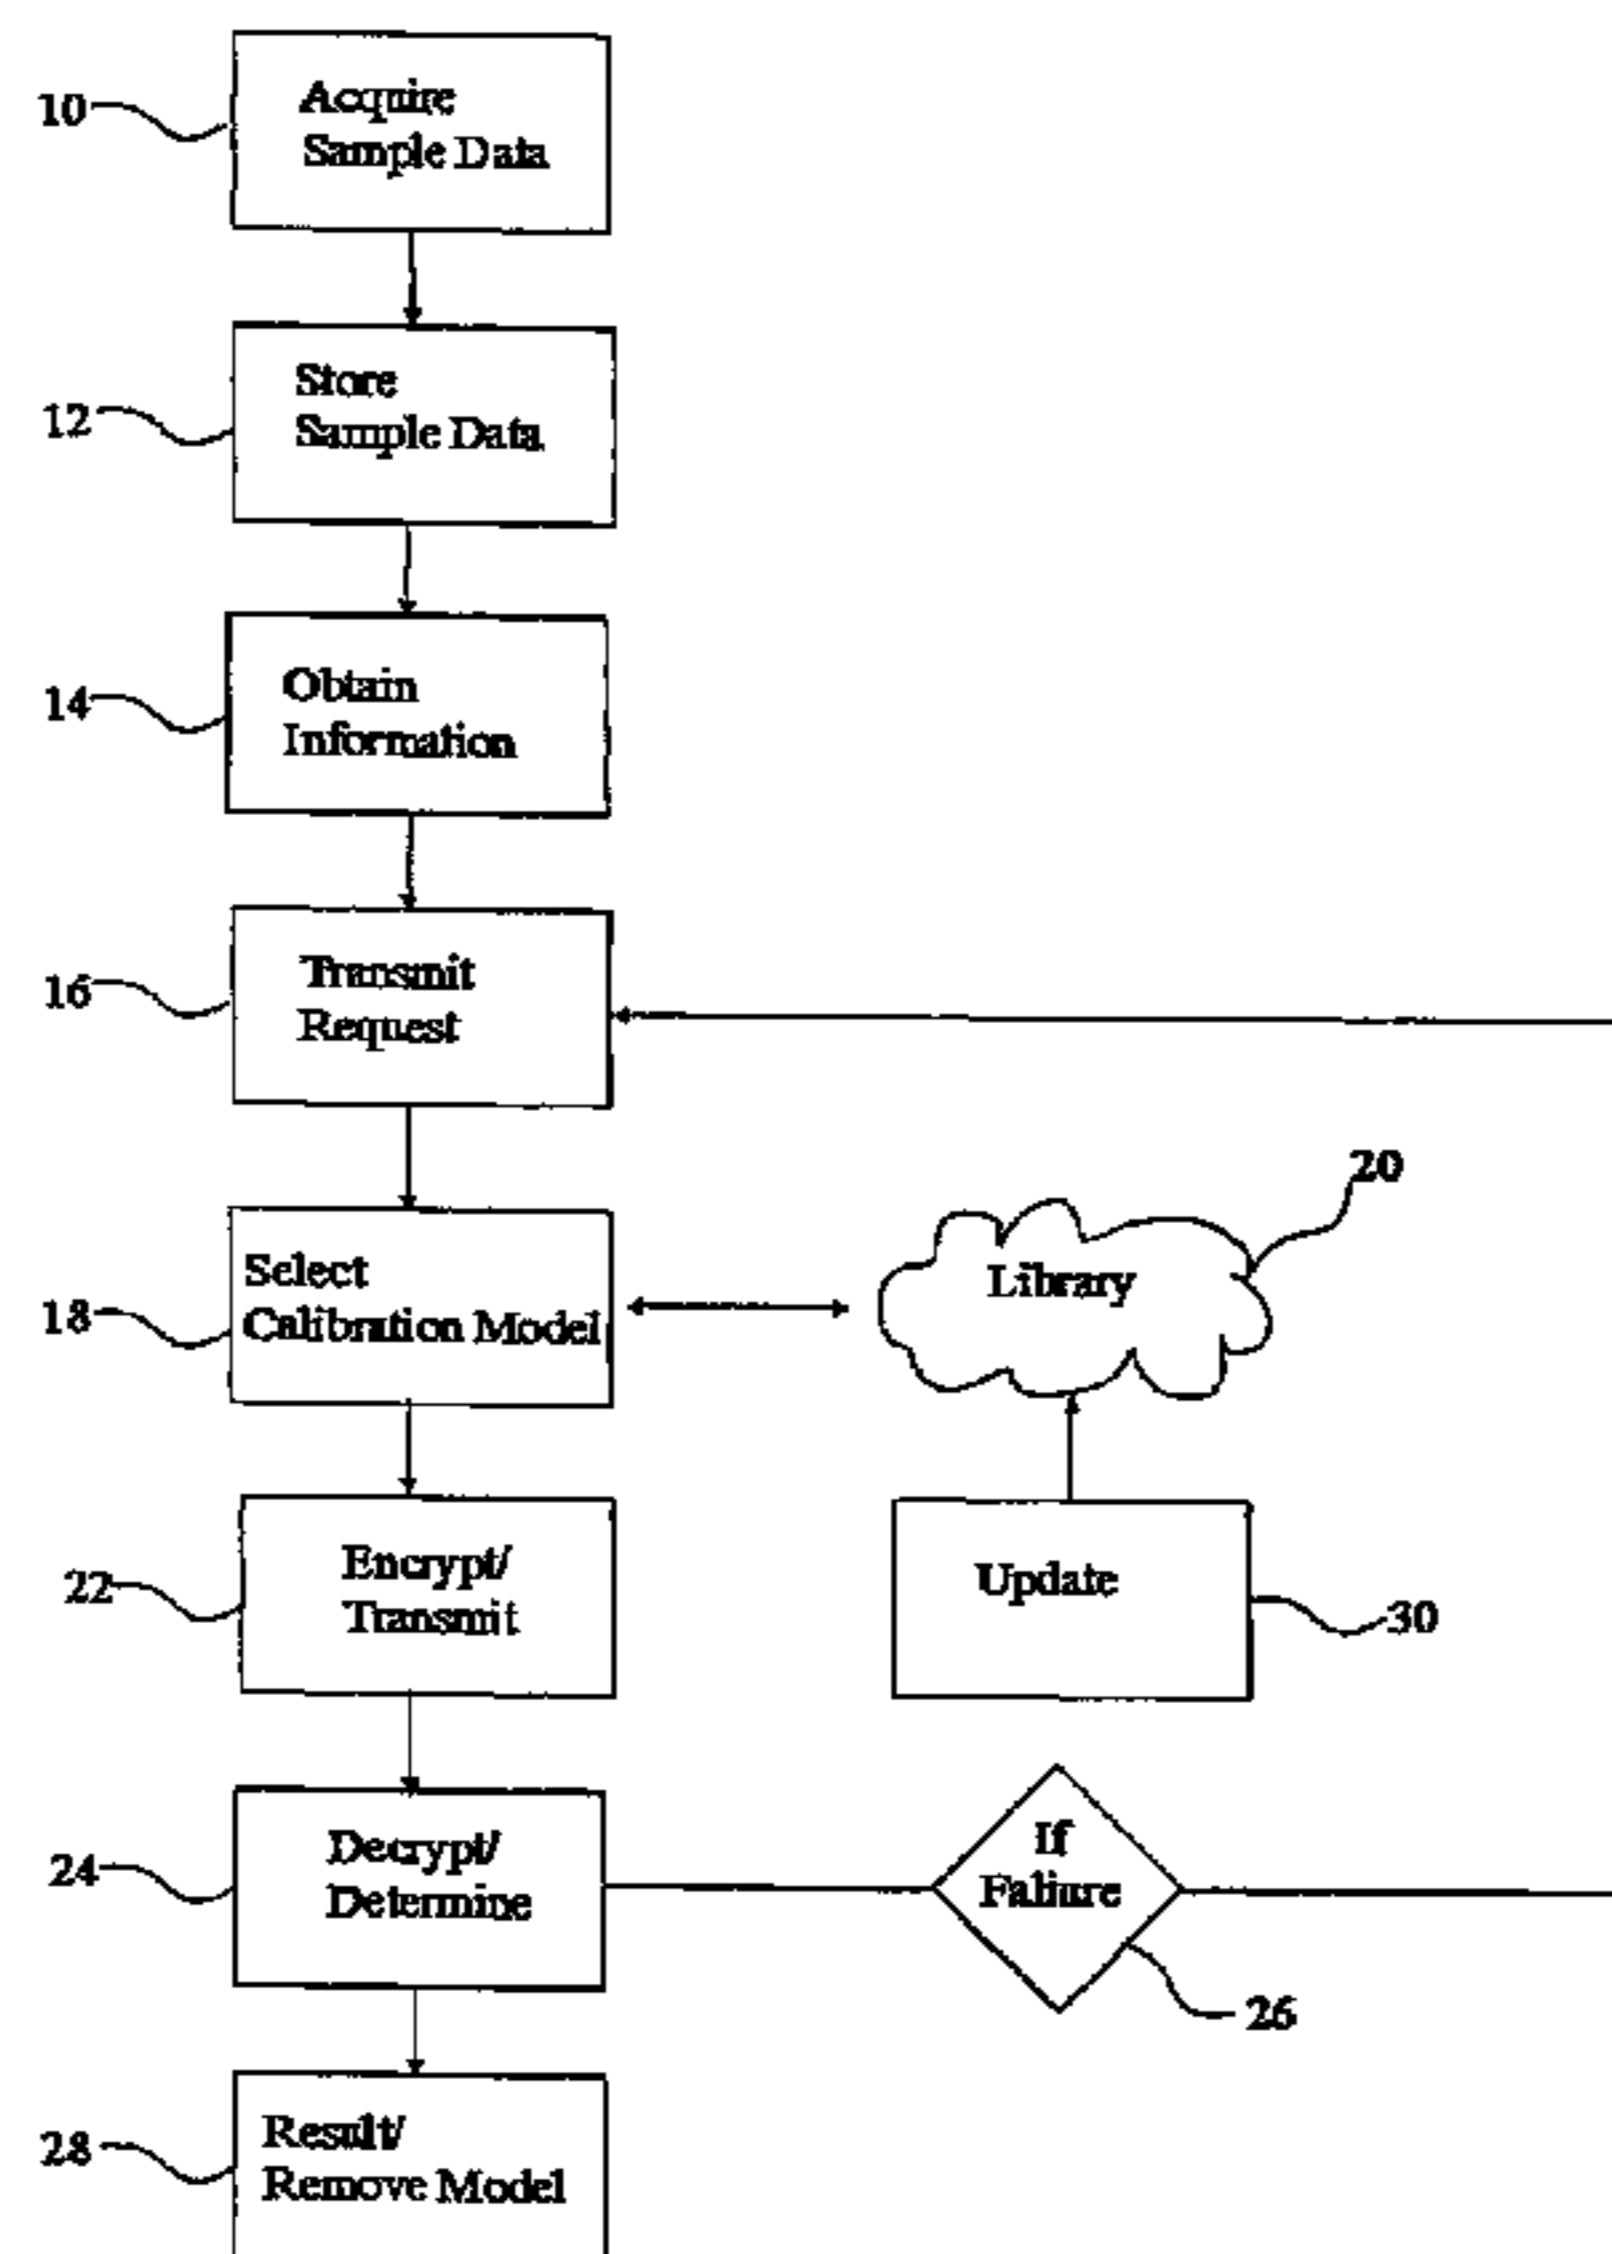 10
Acquire
Sample Data
12
Store
Sample Data
14
Obtain
Information
16
Transmit
Request
18
Select
Calibration Model
20
Library
22
Encrypt/
Transmit
Update
30
24
Decrypt/
Determine
If
Faliure
26
28
Result/
Remove Model